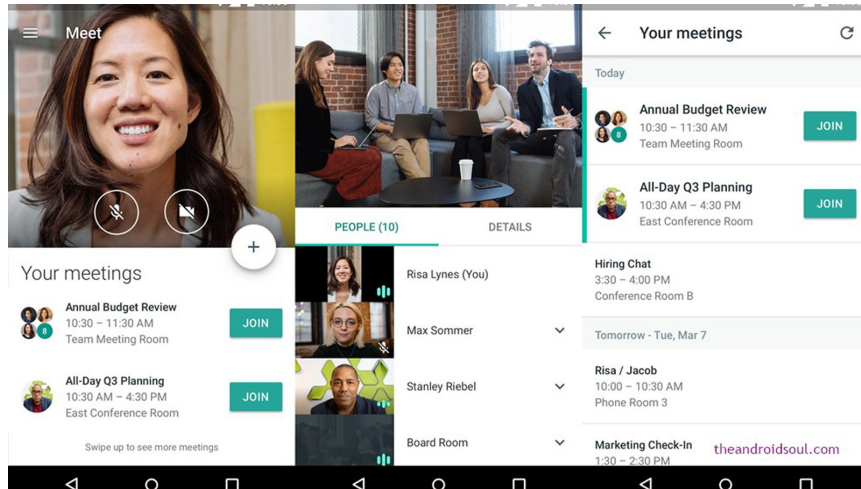 Meet
Your meetings
Annual Budget Review
10:30 – 11:30 AM
Team Meeting Room
JOIN
8
All-Day Q3 Planning
10:30 AM – 4:30 PM
East Conference Room
JOIN
Swipe up to see more meetings
PEOPLE (10)
DETAILS
Risa Lynes (You)
Max Sommer
Stanley Riebel
Board Room
Your meetings
Today
Annual Budget Review
10:30 – 11:30 AM
Team Meeting Room
JOIN
8
All-Day Q3 Planning
10:30 AM – 4:30 PM
East Conference Room
JOIN
Hiring Chat
3:30 – 4:00 PM
Conference Room B
Tomorrow - Tue, Mar 7
Risa / Jacob
10:00 – 10:30 AM
Phone Room 3
Marketing Check-In
1:30 – 2:30 PM
theandroidsoul.com